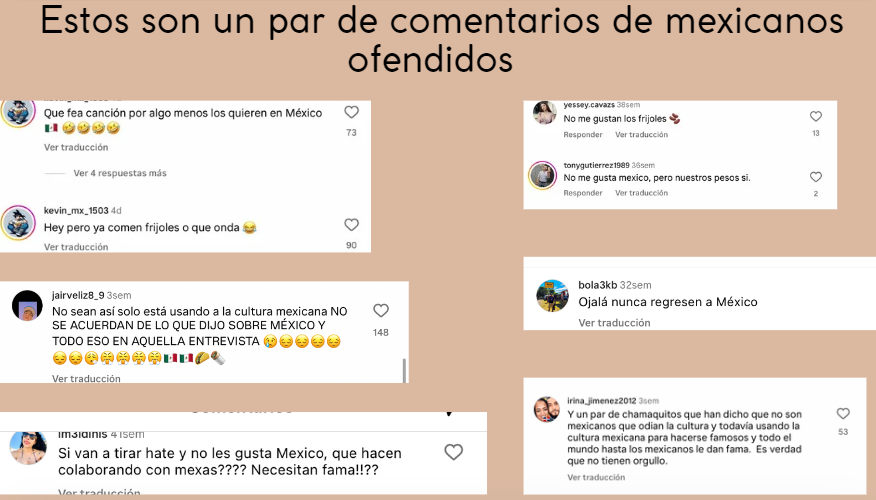 Estos son un par de comentarios de mexicanos
ofendidos
Que fea canción por algo menos los quieren en México
🇲🇽 🤣🤣🤣🤣
73
Ver traducción
Ver 4 respuestas más
kevin_mx_1503 4d
Hey pero ya comen frijoles o que onda 😂
90
Ver traducción
jairveliz8_9 3sem
No sean así solo está usando a la cultura mexicana NO
SE ACUERDAN DE LO QUE DIJO SOBRE MÉXICO Y
TODO ESO EN AQUELLA ENTREVISTA 🥲😔😔😔😔
148
Ver traducción
im3idinis 41sem
Si van a tirar hate y no les gusta Mexico, que hacen
colaborando con mexas???? Necesitan fama!!??
Ver traducción
yessey.cavazs 38sem
No me gustan los frijoles 🫘
Responder Ver traducción
13
tonygutierrez1989 36sem
No me gusta mexico, pero nuestros pesos si.
Responder Ver traducción
2
bola3kb 32sem
Ojalá nunca regresen a México
Ver traducción
irina_jimenez2012 3sem
Y un par de chamaquitos que han dicho que no son
mexicanos que odian la cultura y todavía usando la
cultura mexicana para hacerse famosos y todo el
mundo hasta los mexicanos le dan fama. Es verdad
que no tienen orgullo.
53
Ver traducción